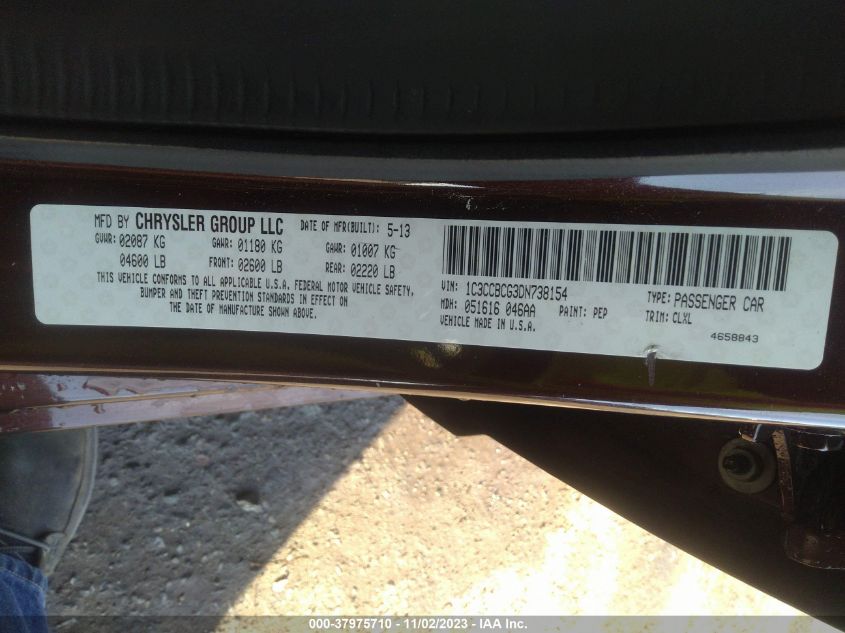 MFD BY CHRYSLER GROUP LLC DATE OF MFR(BUILT): 5-13
GVWR: 02087 KG GAWR: 01180 KG GAWR: 01007 KG
04600 LB FRONT: 02600 LB REAR: 02220 LB
THIS VEHICLE CONFORMS TO ALL APPLICABLE U.S.A. FEDERAL MOTOR VEHICLE SAFETY,
BUMPER AND THEFT PREVENTION STANDARDS IN EFFECT ON
THE DATE OF MANUFACTURE SHOWN ABOVE.
VIN: 1C3CCBCG3DN738154 TYPE: PASSENGER CAR
MDH: 051616 046AA PAINT: PEP TRIM: CLXL
VEHICLE MADE IN U.S.A. 4658843
000-37975710 - 11/02/2023 - IAA Inc.